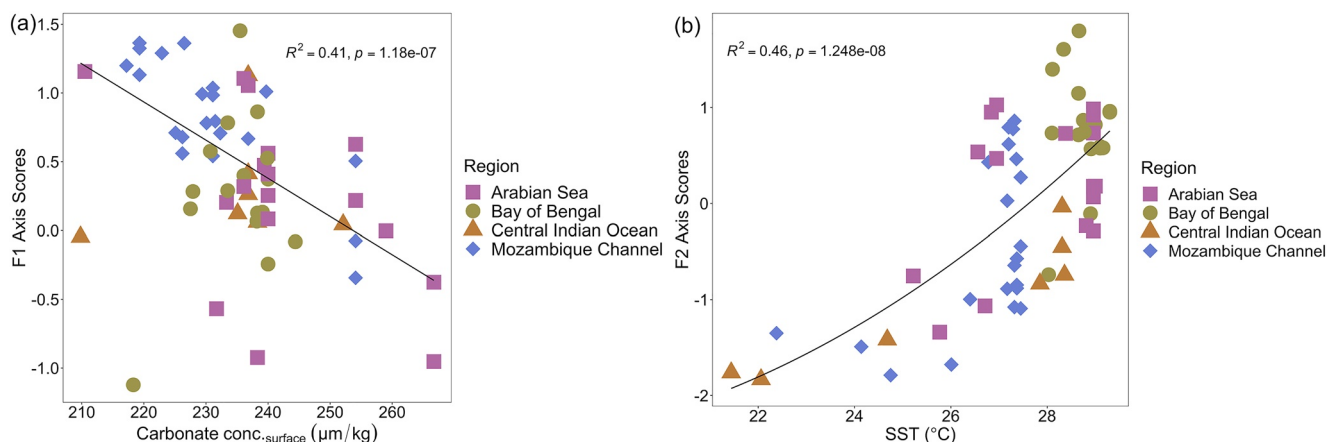 (a)
R² = 0.41, p = 1.18e-07
F1 Axis Scores
1.5
1.0
0.5
0.0
-0.5
-1.0
210 220 230 240 250 260
Carbonate conc.surface (μm/kg)
Region
Arabian Sea
Bay of Bengal
Central Indian Ocean
Mozambique Channel
(b)
R² = 0.46, p = 1.248e-08
F2 Axis Scores
1
0
-1
-2
22 24 26 28
SST (°C)
Region
Arabian Sea
Bay of Bengal
Central Indian Ocean
Mozambique Channel